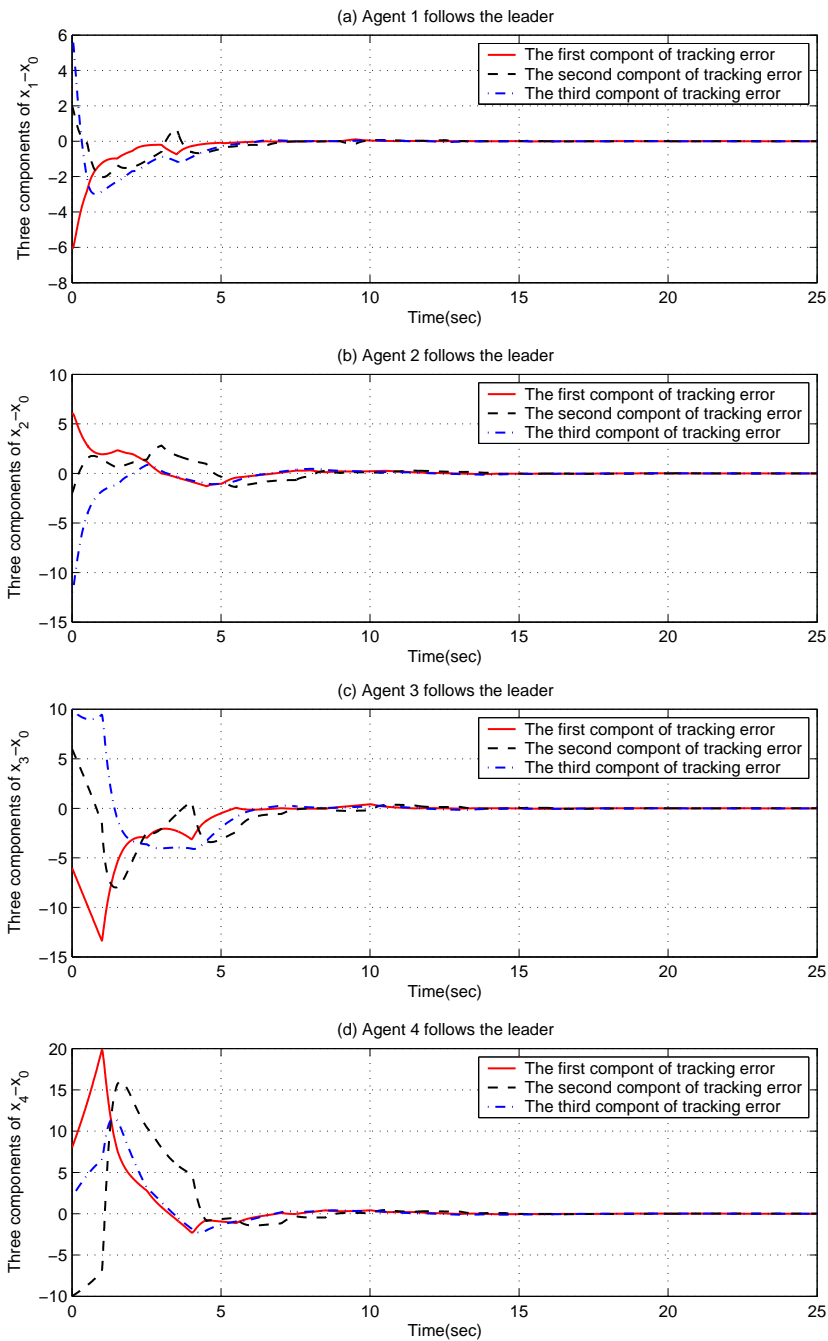 (a) Agent 1 follows the leader
Three components of x₁−x₀
6
4
2
0
−2
−4
−6
−8
The first compont of tracking error
The second compont of tracking error
The third compont of tracking error
0
5
10
15
20
25
Time(sec)
(b) Agent 2 follows the leader
Three components of x₂−x₀
10
5
0
−5
−10
−15
The first compont of tracking error
The second compont of tracking error
The third compont of tracking error
0
5
10
15
20
25
Time(sec)
(c) Agent 3 follows the leader
Three components of x₃−x₀
10
5
0
−5
−10
−15
The first compont of tracking error
The second compont of tracking error
The third compont of tracking error
0
5
10
15
20
25
Time(sec)
(d) Agent 4 follows the leader
Three components of x₄−x₀
20
15
10
5
0
−5
−10
The first compont of tracking error
The second compont of tracking error
The third compont of tracking error
0
5
10
15
20
25
Time(sec)